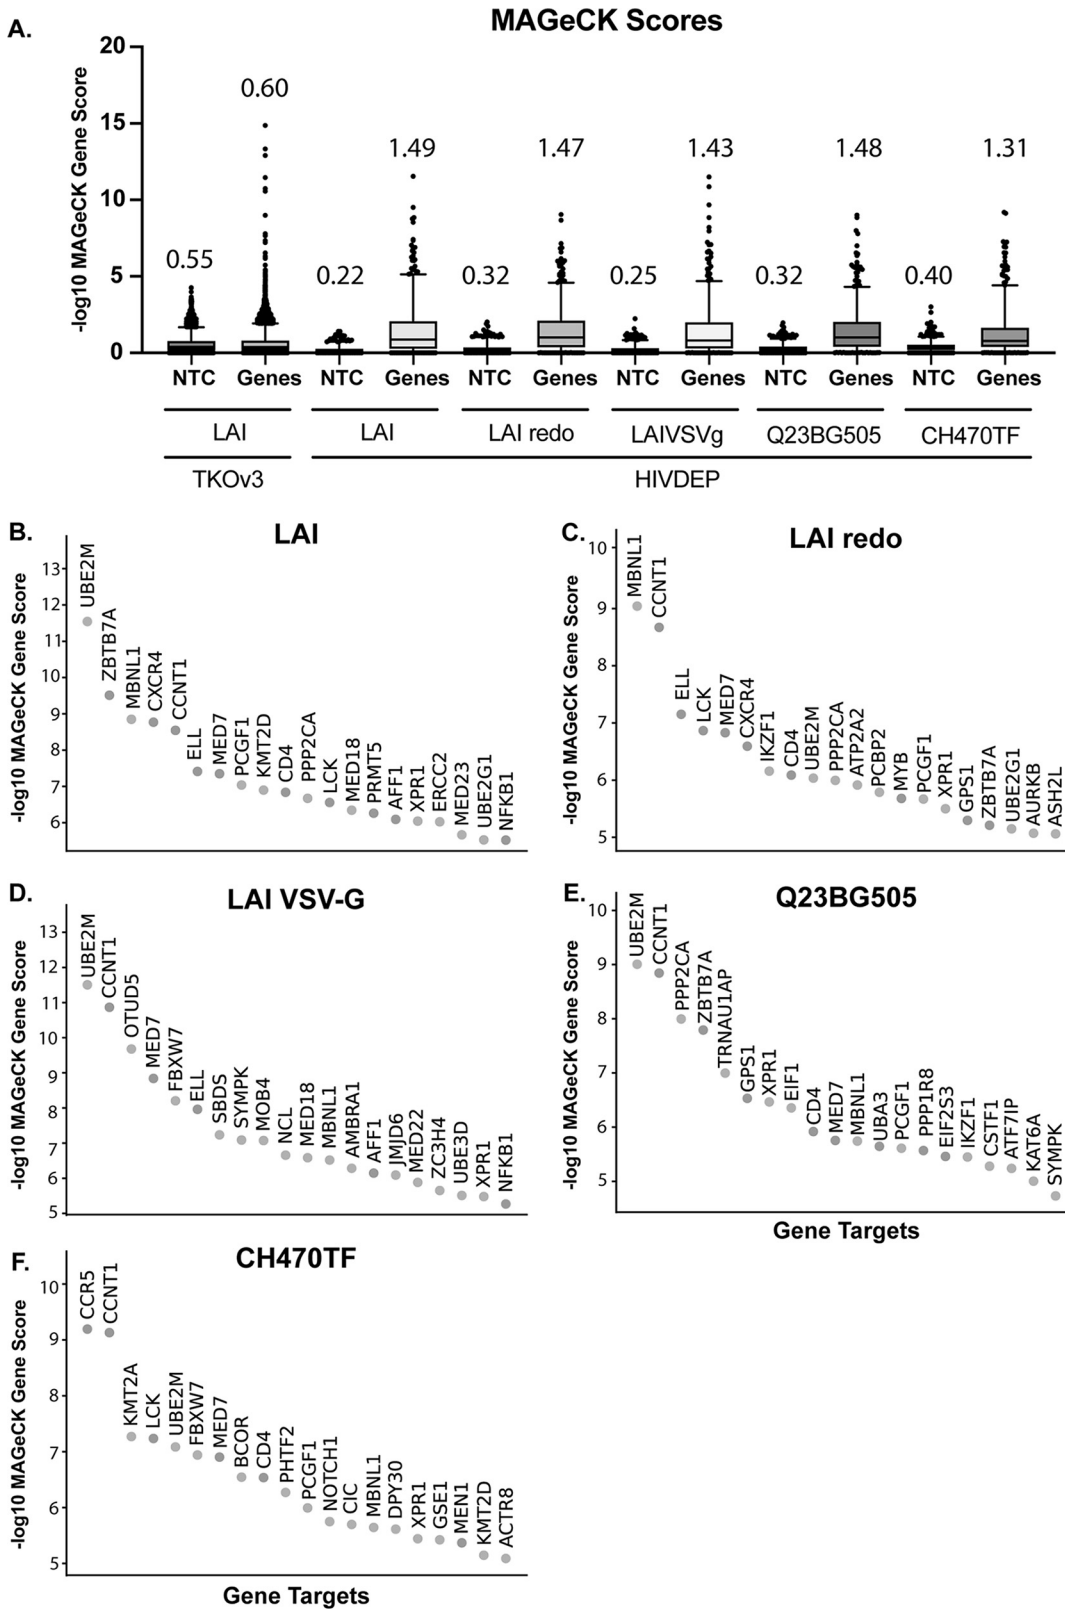 A.
MAGeCK Scores
-log10 MAGeCK Gene Score
20
15
10
5
0
0.55
0.60
0.22
1.49
0.32
1.47
0.25
1.43
0.32
1.48
0.40
1.31
NTC Genes NTC Genes NTC Genes NTC Genes NTC Genes NTC Genes
LAI LAI LAI redo LAIVSVg Q23BG505 CH470TF
TKOv3 HIVDEP
B.
LAI
-log10 MAGeCK Gene Score
13
12
11
10
9
8
7
6
UBE2M
ZBTB7A
MBNL1
CXCR4
CCNT1
ELL
MED7
PCGF1
KMT2D
CD4
PPP2CA
LCK
MED18
PRMT5
AFF1
XPR1
ERCC2
MED23
UBE2G1
NFKB1
C.
LAI redo
-log10 MAGeCK Gene Score
10
9
8
7
6
5
MBNL1
CCNT1
ELL
LCK
MED7
CXCR4
IKZF1
CD4
UBE2M
PPP2CA
ATP2A2
PCBP2
MYB
PCGF1
XPR1
GPS1
ZBTB7A
UBE2G1
AURKB
ASH2L
D.
LAI VSV-G
-log10 MAGeCK Gene Score
13
12
11
10
9
8
7
6
5
UBE2M
CCNT1
OTUD5
MED7
FBXW7
ELL
SBDS
SYMPK
MOB4
NCL
MED18
MBNL1
AMBRA1
AFF1
JMJD6
MED22
ZC3H4
UBE3D
XPR1
NFKB1
E.
Q23BG505
-log10 MAGeCK Gene Score
10
9
8
7
6
5
UBE2M
CCNT1
PPP2CA
ZBTB7A
TRNAU1AP
GPS1
XPR1
EIF1
CD4
MED7
MBNL1
UBA3
PCGF1
PPP1R8
EIF2S3
IKZF1
CSTF1
ATF7IP
KAT6A
SYMPK
Gene Targets
F.
CH470TF
-log10 MAGeCK Gene Score
10
9
8
7
6
5
CCR5
CCNT1
KMT2A
LCK
UBE2M
FBXW7
MED7
BCOR
CD4
PHTF2
PCGF1
NOTCH1
CIC
MBNL1
DPY30
XPR1
GSE1
MEN1
KMT2D
ACTR8
Gene Targets